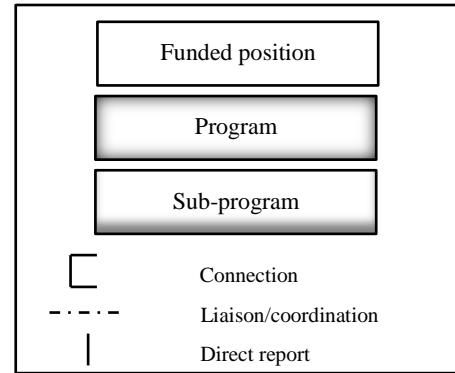 Funded position
Program
Sub-program
Connection
Liaison/coordination
Direct report